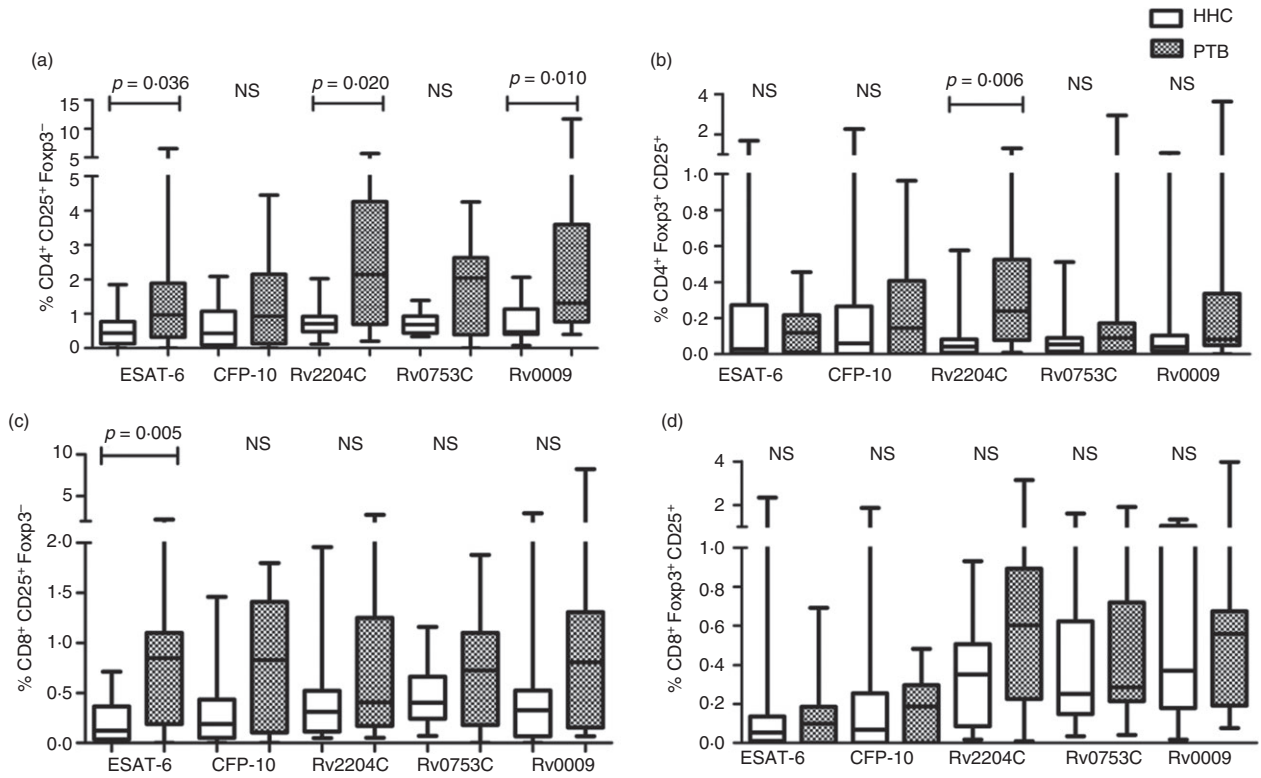 HHC
PTB
(a)
p = 0·036
NS
p = 0·020
NS
p = 0·010
% CD4⁺ CD25⁺ Foxp3⁻
15
10
5
5
4
3
2
1
0
ESAT-6 CFP-10 Rv2204C Rv0753C Rv0009
(b)
NS NS p = 0·006 NS NS
% CD4⁺ Foxp3⁺ CD25⁺
4
2
1·0
0·8
0·6
0·4
0·2
0·0
ESAT-6 CFP-10 Rv2204C Rv0753C Rv0009
(c)
p = 0·005 NS NS NS NS
% CD8⁺ CD25⁺ Foxp3⁻
10
5
2·0
1·5
1·0
0·5
0·0
ESAT-6 CFP-10 Rv2204C Rv0753C Rv0009
(d)
NS NS NS NS NS
% CD8⁺ Foxp3⁺ CD25⁺
4
2
1·0
0·8
0·6
0·4
0·2
0·0
ESAT-6 CFP-10 Rv2204C Rv0753C Rv0009